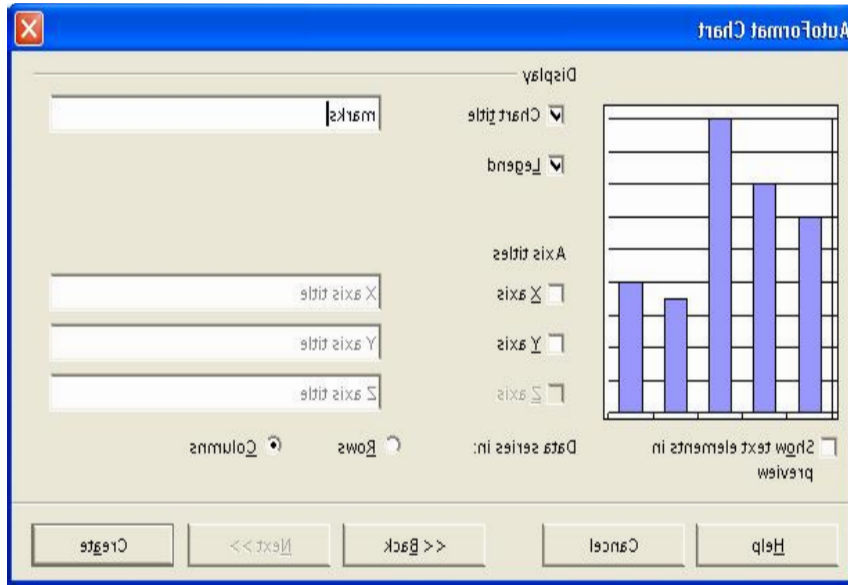 AutoFormat Chart
Display
Chart title
marks
Legend
Axis titles
X axis
X axis title
Y axis
Y axis title
Z axis
Z axis title
Show text elements in
preview
Data series in:
Rows
Columns
Help
Cancel
<< Back
Next >>
Create